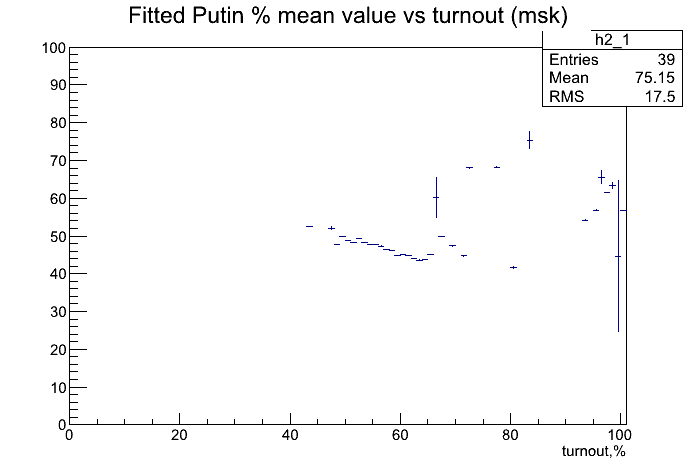 Fitted Putin % mean value vs turnout (msk)
h2_1
Entries 39
Mean 75.15
RMS 17.5
100
90
80
70
60
50
40
30
20
10
0
0 20 40 60 80 100
turnout,%